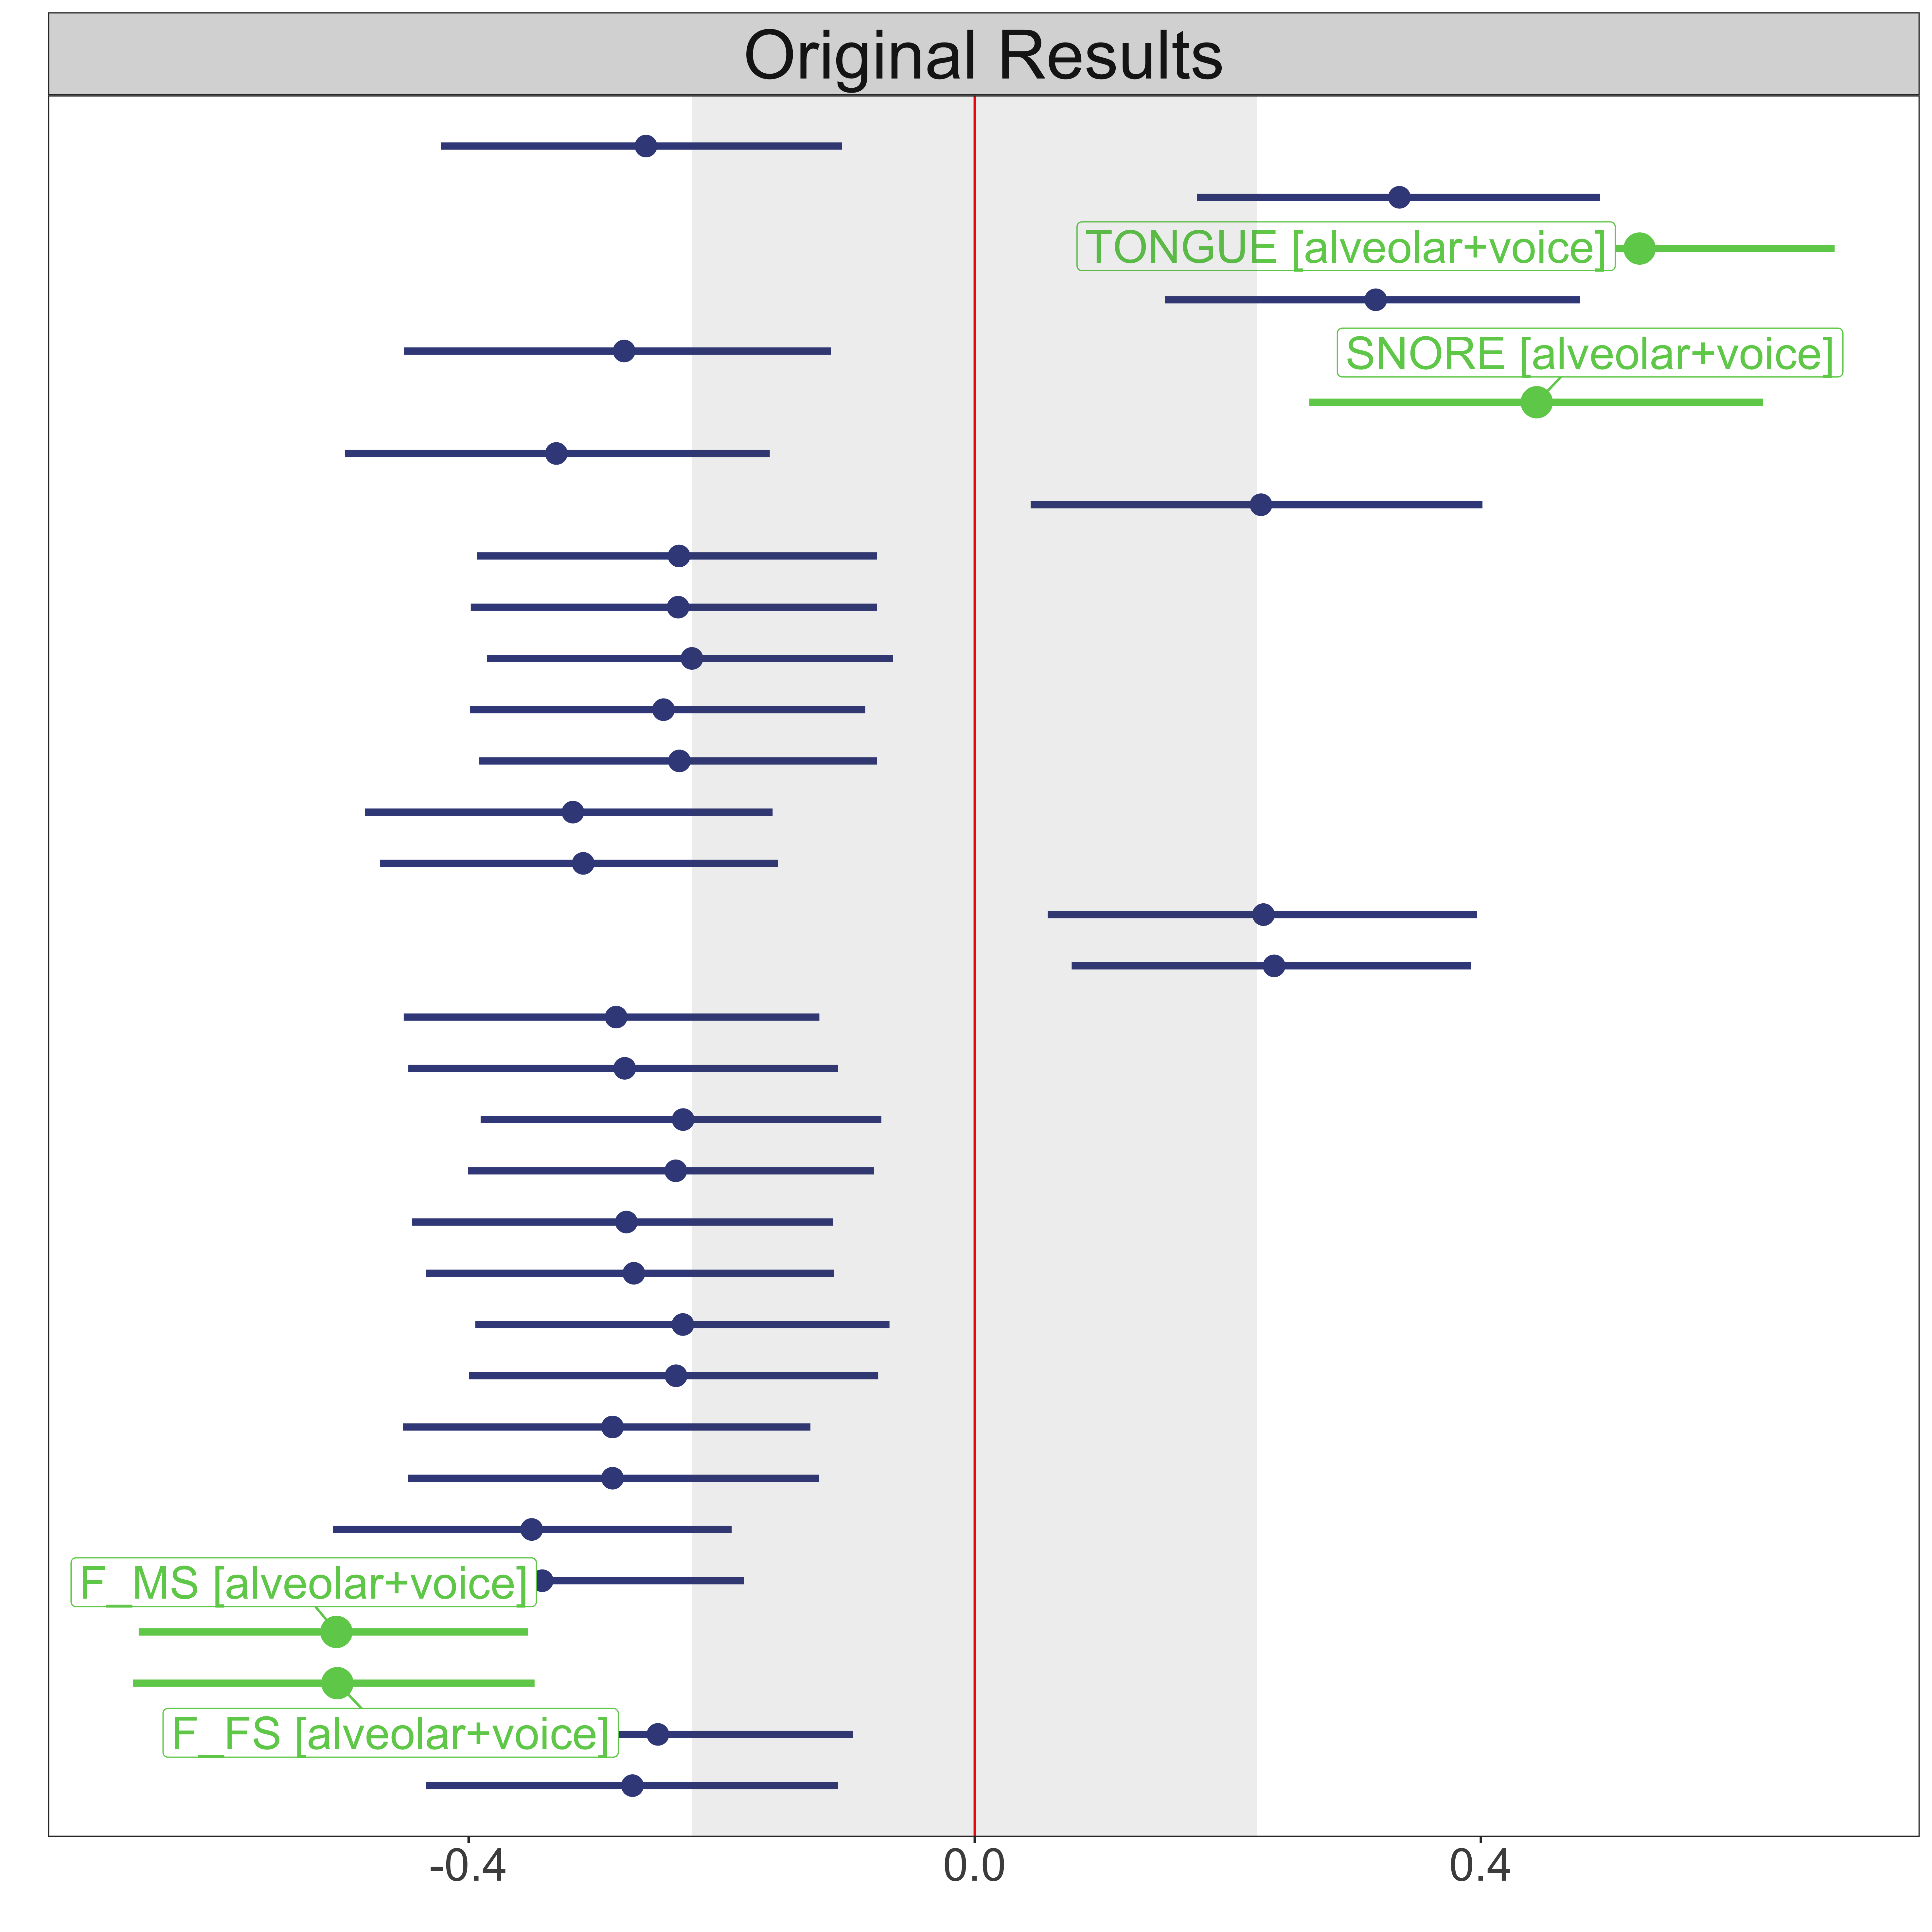 Original Results
TONGUE [alveolar+voice]
SNORE [alveolar+voice]
F_MS [alveolar+voice]
F_FS [alveolar+voice]
-0.4
0.0
0.4